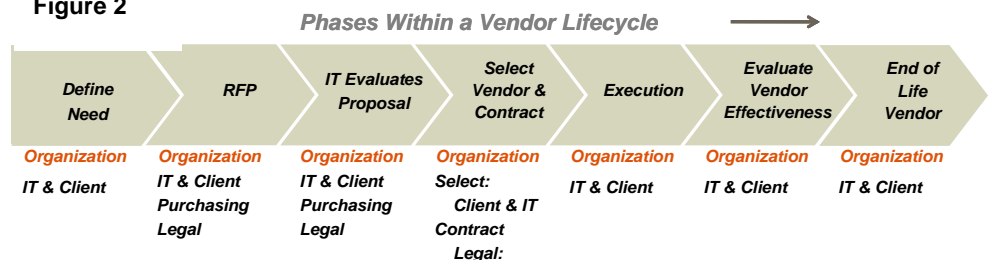 Figure 2
Phases Within a Vendor Lifecycle
Define
Need
RFP
IT Evaluates
Proposal
Select
Vendor &
Contract
Execution
Evaluate
Vendor
Effectiveness
End of
Life
Vendor
Organization
IT & Client
Organization
IT & Client
Purchasing
Legal
Organization
IT & Client
Purchasing
Legal
Organization
Select:
Client & IT
Contract
Legal:
Organization
IT & Client
Organization
IT & Client
Organization
IT & Client